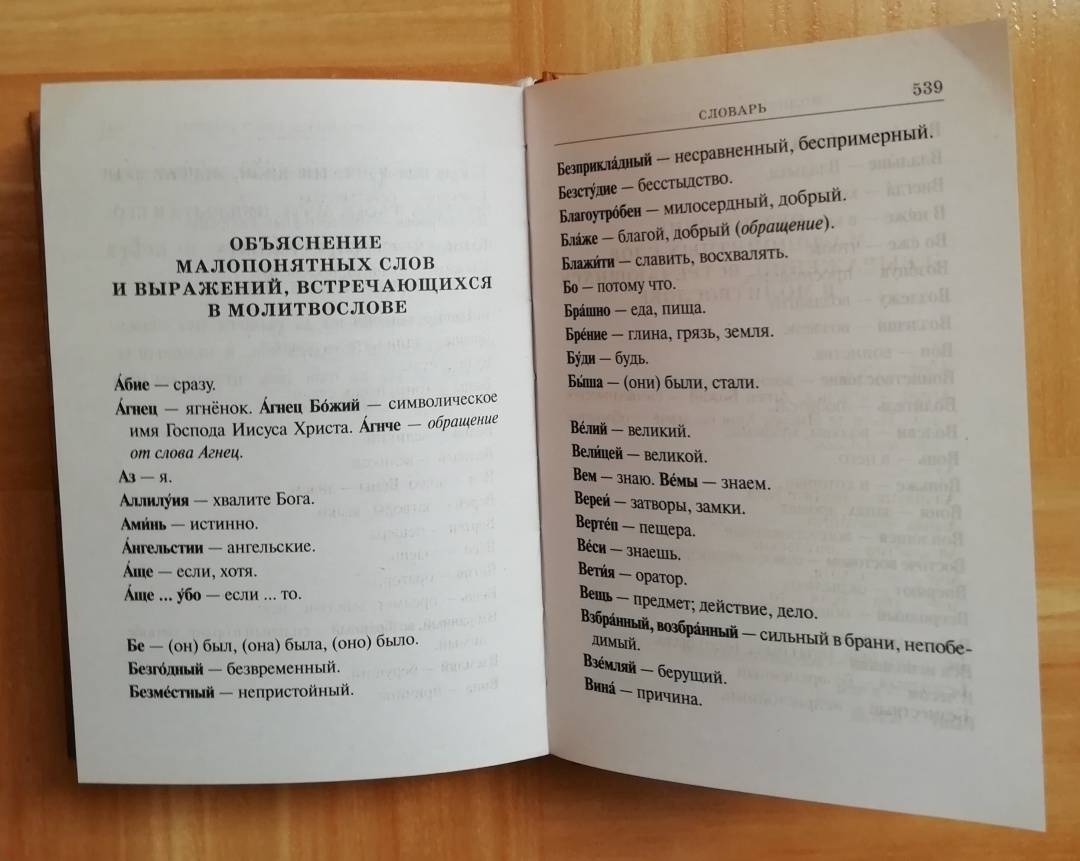 ОБЪЯСНЕНИЕ
МАЛОПОНЯТНЫХ СЛОВ
И ВЫРАЖЕНИЙ, ВСТРЕЧАЮЩИХСЯ
В МОЛИТВОСЛОВЕ
А́бие — сразу.
А́гнец — ягнёнок. А́гнец Бо́жий — символическое
имя Господа Иисуса Христа. А́гнче — обращение
от слова Агнец.
Аз — я.
Аллилу́ия — хвалите Бога.
Ами́нь — истинно.
А́нгельстии — ангельские.
А́ще — если, хотя.
А́ще ... у́бо — если ... то.
Бе — (он) был, (она) была, (оно) было.
Безго́дный — безвременный.
Безме́стный — непристойный.
СЛОВАРЬ 539
Безприкла́дный — несравненный, беспримерный.
Безсту́дие — бесстыдство.
Благоутро́бен — милосердный, добрый.
Бла́же — благой, добрый (обращение).
Блажи́ти — славить, восхвалять.
Бо — потому что.
Бра́шно — еда, пища.
Бре́ние — глина, грязь, земля.
Бу́ди — будь.
Бы́ша — (они) были, стали.
Ве́лий — великий.
Вели́цей — великой.
Вем — знаю. Ве́мы — знаем.
Верей — затворы, замки.
Верте́п — пещера.
Ве́си — знаешь.
Вети́я — оратор.
Вещь — предмет; действие, дело.
Взбра́нный, возбра́нный — сильный в брани, непобе-
димый.
Взе́мляй — берущий.
Вина́ — причина.